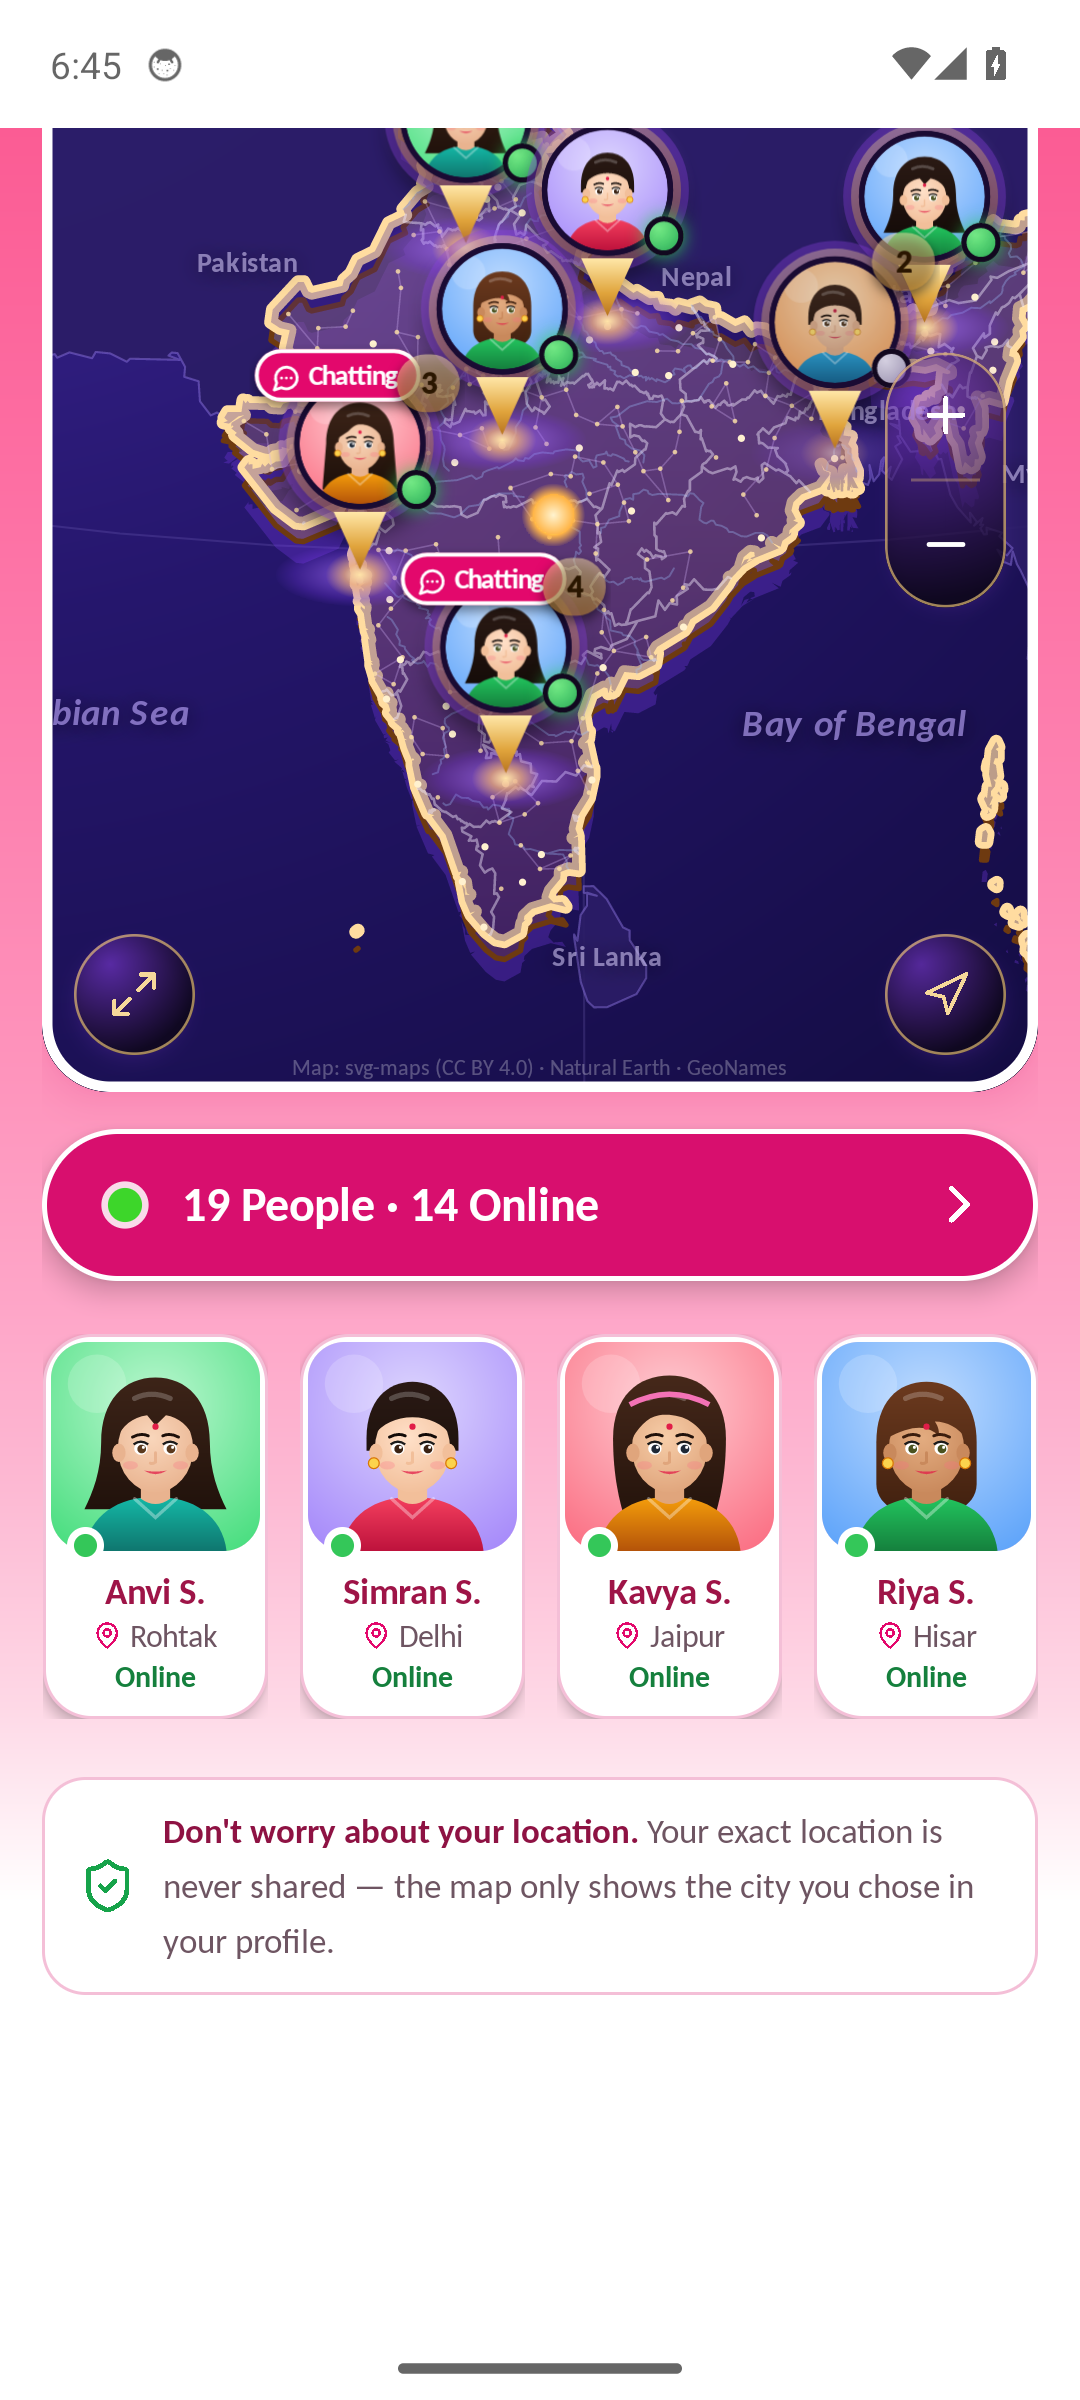 6:45
Pakistan
Nepal
2
Chatting
3
Chatting
4
bian Sea
Bay of Bengal
Sri Lanka
Map: svg-maps (CC BY 4.0) · Natural Earth · GeoNames
19 People · 14 Online
Anvi S.
Rohtak
Online
Simran S.
Delhi
Online
Kavya S.
Jaipur
Online
Riya S.
Hisar
Online
Don't worry about your location. Your exact location is
never shared — the map only shows the city you chose in
your profile.